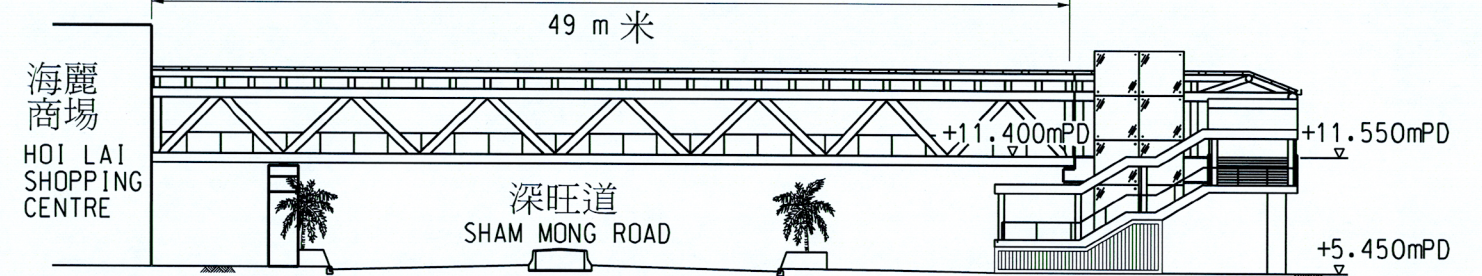 49 m 米
海麗
商場
HOI LAI
SHOPPING
CENTRE
+11.400mPD
+11.550mPD
深旺道
SHAM MONG ROAD
+5.450mPD